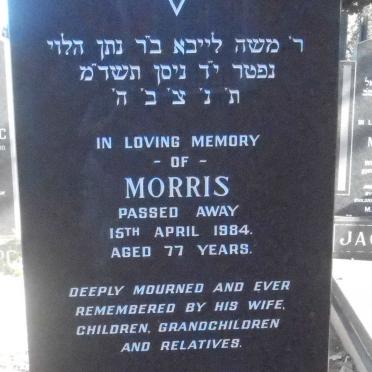 ר' משה לייבא ב"ר נתן הלוי
נפטר י"ד ניסן תשד"מ
ת' נ' צ' ב' ה'
IN LOVING MEMORY
- OF -
MORRIS
PASSED AWAY
15TH APRIL 1984.
AGED 77 YEARS.
DEEPLY MOURNED AND EVER
REMEMBERED BY HIS WIFE,
CHILDREN, GRANDCHILDREN
AND RELATIVES.